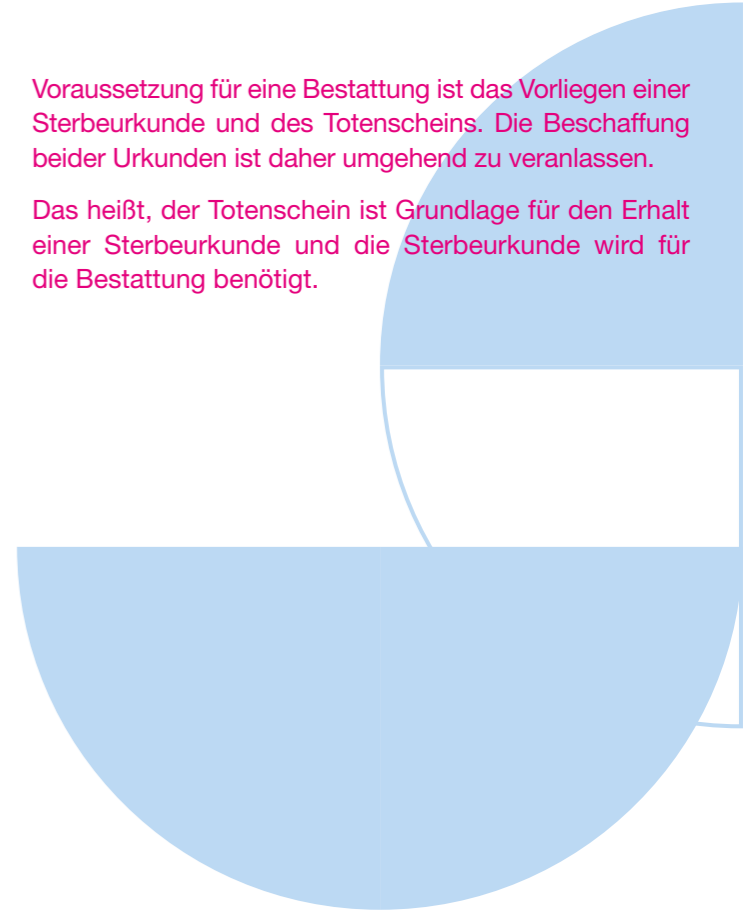 Voraussetzung für eine Bestattung ist das Vorliegen einer
Sterbeurkunde und des Totenscheins. Die Beschaffung
beider Urkunden ist daher umgehend zu veranlassen.
Das heißt, der Totenschein ist Grundlage für den Erhalt
einer Sterbeurkunde und die Sterbeurkunde wird für
die Bestattung benötigt.